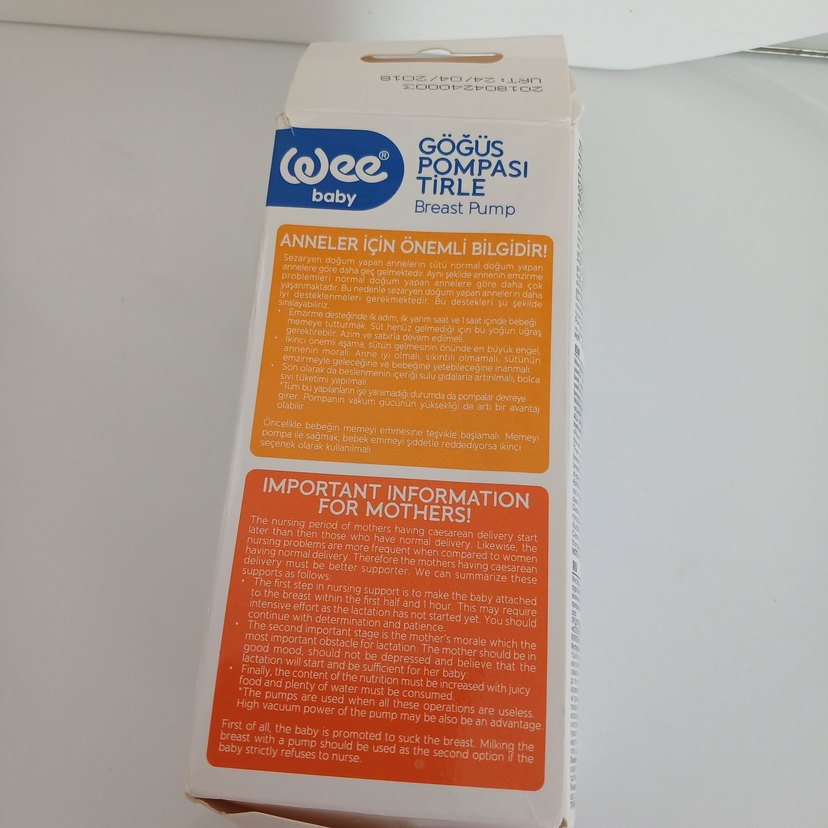 201804240003
URT: 24/04/2018
Wee®
baby
GÖĞÜS
POMPASI
TİRLE
Breast Pump
ANNELER İÇİN ÖNEMLİ BİLGİDİR!
Sezaryen doğum yapan annelerin sütü normal doğum yapan
annelere göre daha geç gelmektedir. Aynı şekilde annenin emzirme
problemleri normal doğum yapan annelere göre daha çok
yaşanmaktadır. Bu nedenle sezaryen doğum yapan annelerin daha
iyi desteklenmeleri gerekmektedir. Bu destekleri şu şekilde
sıralayabiliriz.
• Emzirme desteğinde ilk adım, ilk yarım saat ve 1 saat içinde bebeği
memeye tutturmak. Süt henüz gelmediği için bu yoğun uğraş
gerektirebilir. Azim ve sabırla devam edilmeli.
• İkinci önemli aşama, sütün gelmesinin önünde en büyük engel,
annenin morali. Anne iyi olmalı, sıkıntılı olmamalı, sütünün
emzirmeyle geleceğine ve bebeğine yetebileceğine inanmalı.
• Son olarak da beslenmenin içeriği sulu gıdalarla artırılmalı, bolca
sıvı tüketimi yapılmalı.
*Tüm bu yapılanların işe yaramadığı durumda da pompalar devreye
girer. Pompanın vakum gücünün yüksekliği de artı bir avantaj
olabilir.
Öncelikle bebeğin memeyi emmesine teşvikle başlamalı. Memeyi
pompa ile sağmak, bebek emmeyi şiddetle reddediyorsa ikinci
seçenek olarak kullanılmalı.
IMPORTANT INFORMATION
FOR MOTHERS!
The nursing period of mothers having caesarean delivery start
later than then those who have normal delivery. Likewise, the
nursing problems are more frequent when compared to women
having normal delivery. Therefore the mothers having caesarean
delivery must be better supporter. We can summarize these
supports as follows:
• The first step in nursing support is to make the baby attached
to the breast within the first half and 1 hour. This may require
intensive effort as the lactation has not started yet. You should
continue with determination and patience.
• The second important stage is the mother's morale which the
most important obstacle for lactation. The mother should be in
good mood, should not be depressed and believe that the
lactation will start and be sufficient for her baby.
• Finally, the content of the nutrition must be increased with juicy
food and plenty of water must be consumed.
*The pumps are used when all these operations are useless.
High vacuum power of the pump may be also be an advantage.
First of all, the baby is promoted to suck the breast. Milking the
breast with a pump should be used as the second option if the
baby strictly refuses to nurse.